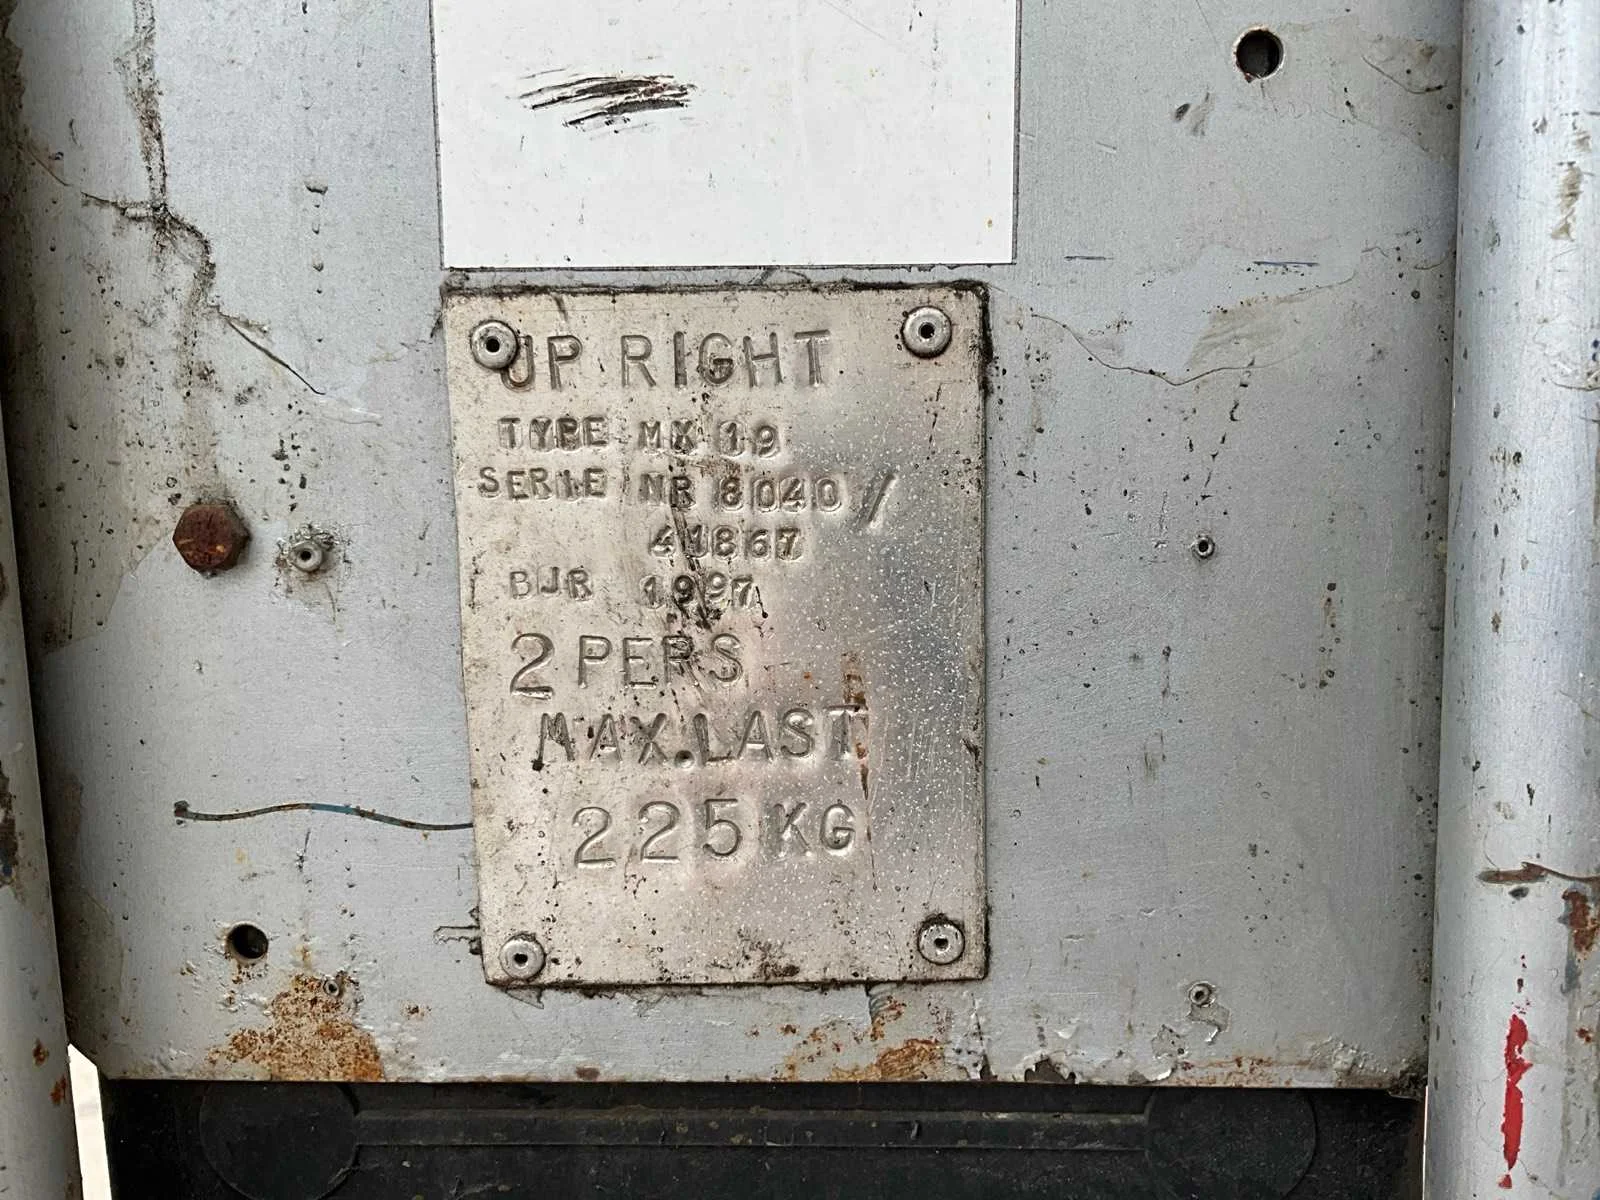 UP RIGHT
TYPE MX 19
SERIE NR 8040/
41867
BJR 1997
2 PERS
MAX.LAST
225 KG